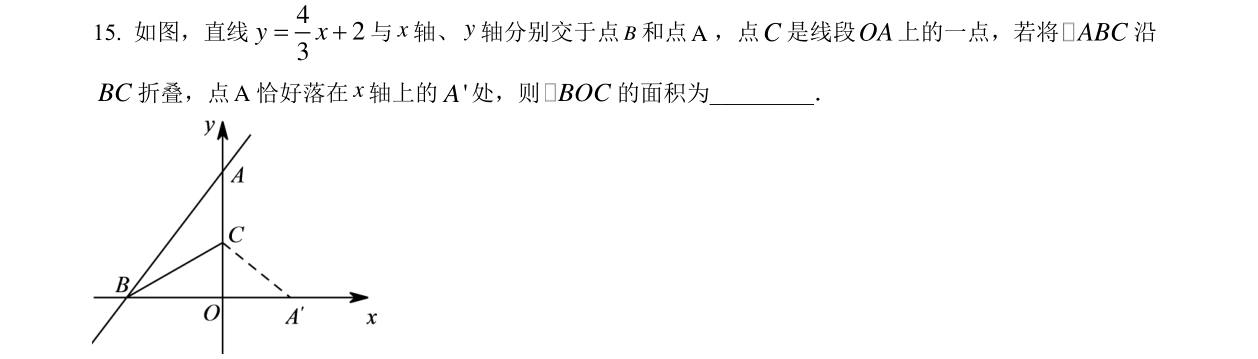 15. 如图，直线 y = 4/3 x + 2 与 x 轴、y 轴分别交于点 B 和点 A ，点 C 是线段 OA 上的一点，若将□ABC 沿
BC 折叠，点 A 恰好落在 x 轴上的 A' 处，则□BOC 的面积为________．
y
A
C
B
O
A'
x